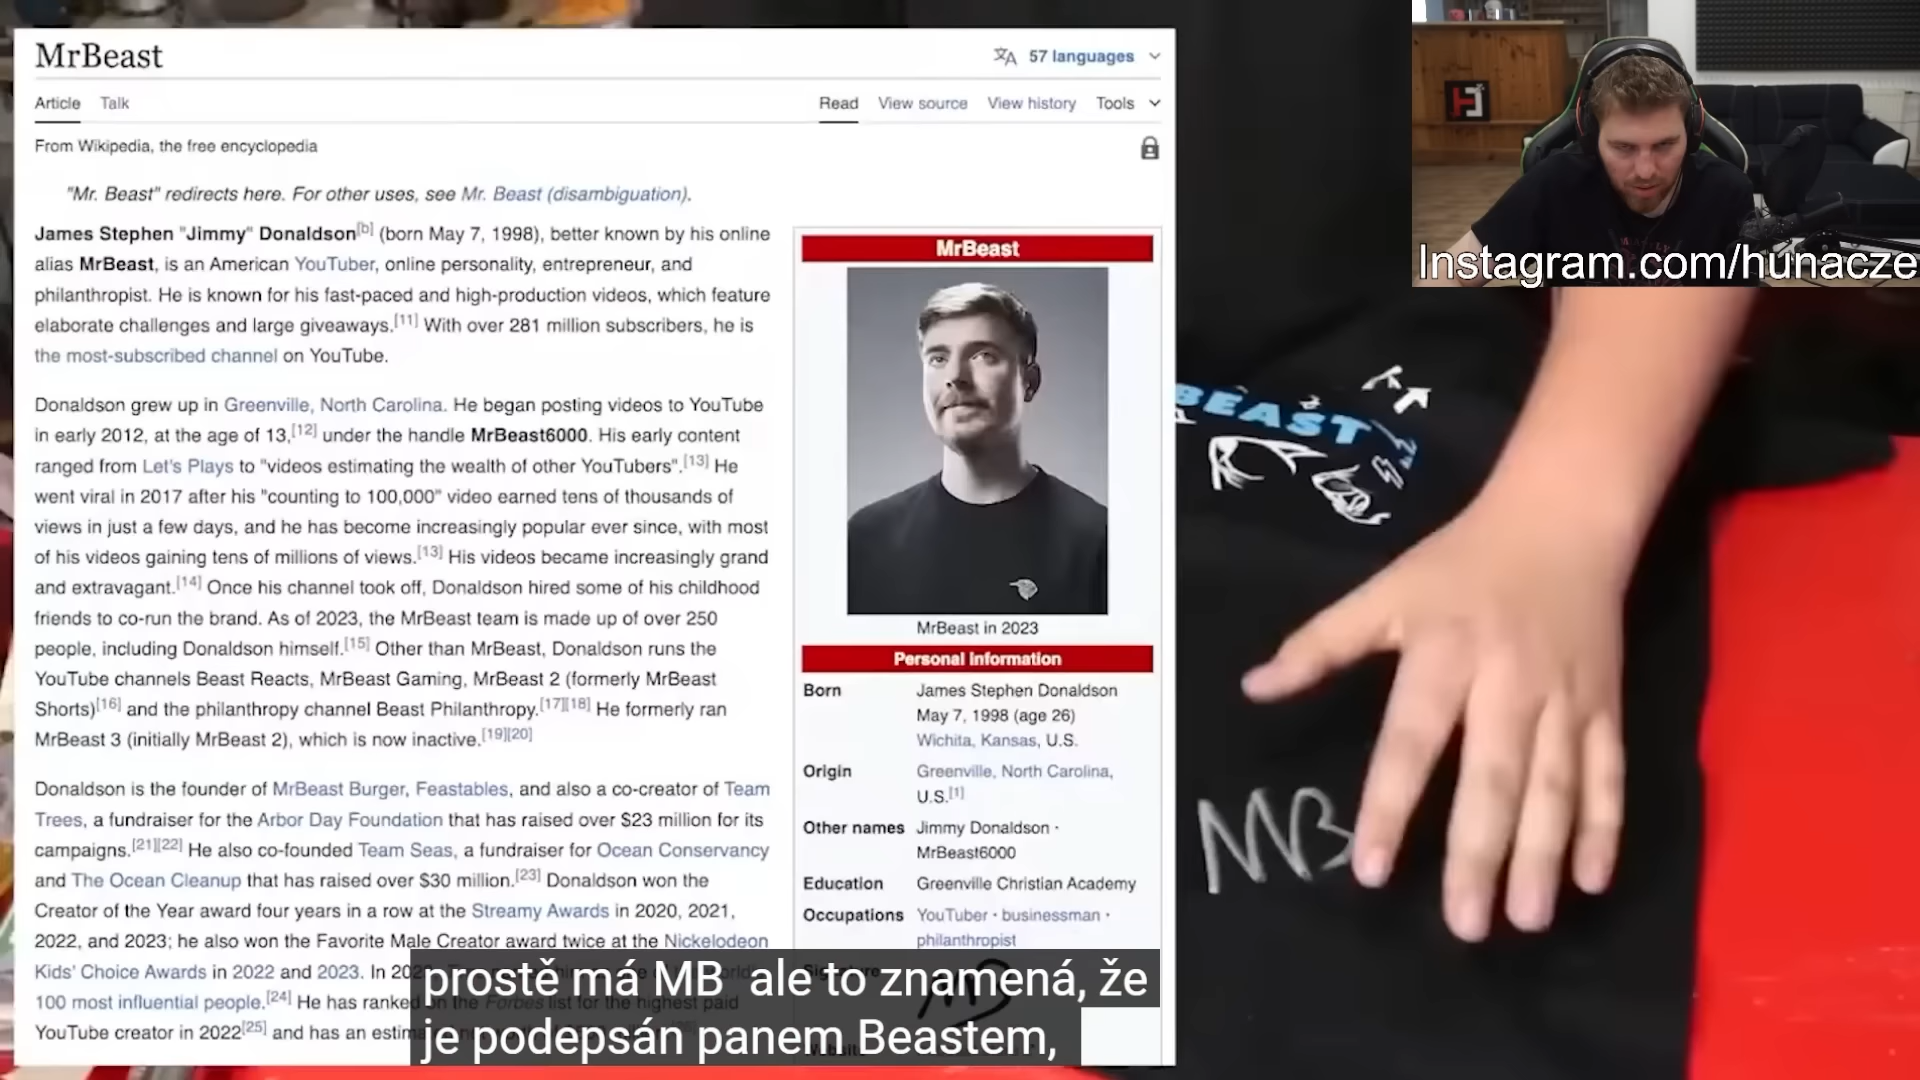 MrBeast
57 languages
Article Talk
Read View source View history Tools
From Wikipedia, the free encyclopedia
"Mr. Beast" redirects here. For other uses, see Mr. Beast (disambiguation).
James Stephen "Jimmy" Donaldson[b] (born May 7, 1998), better known by his online
alias MrBeast, is an American YouTuber, online personality, entrepreneur, and
philanthropist. He is known for his fast-paced and high-production videos, which feature
elaborate challenges and large giveaways.[11] With over 281 million subscribers, he is
the most-subscribed channel on YouTube.
Donaldson grew up in Greenville, North Carolina. He began posting videos to YouTube
in early 2012, at the age of 13,[12] under the handle MrBeast6000. His early content
ranged from Let's Plays to "videos estimating the wealth of other YouTubers".[13] He
went viral in 2017 after his "counting to 100,000" video earned tens of thousands of
views in just a few days, and he has become increasingly popular ever since, with most
of his videos gaining tens of millions of views.[13] His videos became increasingly grand
and extravagant.[14] Once his channel took off, Donaldson hired some of his childhood
friends to co-run the brand. As of 2023, the MrBeast team is made up of over 250
people, including Donaldson himself.[15] Other than MrBeast, Donaldson runs the
YouTube channels Beast Reacts, MrBeast Gaming, MrBeast 2 (formerly MrBeast
Shorts)[16] and the philanthropy channel Beast Philanthropy.[17][18] He formerly ran
MrBeast 3 (initially MrBeast 2), which is now inactive.[19][20]
Donaldson is the founder of MrBeast Burger, Feastables, and also a co-creator of Team
Trees, a fundraiser for the Arbor Day Foundation that has raised over $23 million for its
campaigns.[21][22] He also co-founded Team Seas, a fundraiser for Ocean Conservancy
and The Ocean Cleanup that has raised over $30 million.[23] Donaldson won the
Creator of the Year award four years in a row at the Streamy Awards in 2020, 2021,
2022, and 2023; he also won the Favorite Male Creator award twice at the Nickelodeon
Kids' Choice Awards in 2022 and 2023. In
100 most influential people.[24] He has ranked on the Forbes list for the highest paid
YouTube creator in 2022[25] and has an
MrBeast
MrBeast in 2023
Personal information
Born James Stephen Donaldson
May 7, 1998 (age 26)
Wichita, Kansas, U.S.
Origin Greenville, North Carolina,
U.S.[1]
Other names Jimmy Donaldson ·
MrBeast6000
Education Greenville Christian Academy
Occupations YouTuber · businessman ·
philanthropist
Signature
BEAST
MB
Instagram.com/hunacze
prostě má MB ale to znamená, že
je podepsán panem Beastem,